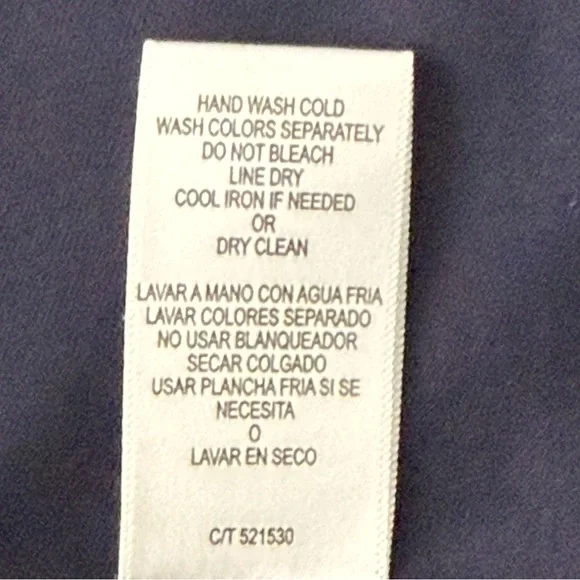 HAND WASH COLD
WASH COLORS SEPARATELY
DO NOT BLEACH
LINE DRY
COOL IRON IF NEEDED
OR
DRY CLEAN
LAVAR A MANO CON AGUA FRIA
LAVAR COLORES SEPARADO
NO USAR BLANQUEADOR
SECAR COLGADO
USAR PLANCHA FRIA SI SE
NECESITA
O
LAVAR EN SECO
C/T 521530